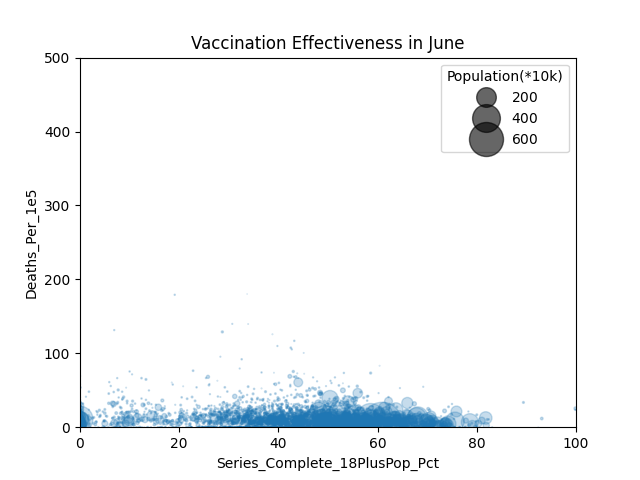 Vaccination Effectiveness in June
Deaths_Per_1e5
500
400
300
200
100
0
Population(*10k)
200
400
600
0 20 40 60 80 100
Series_Complete_18PlusPop_Pct